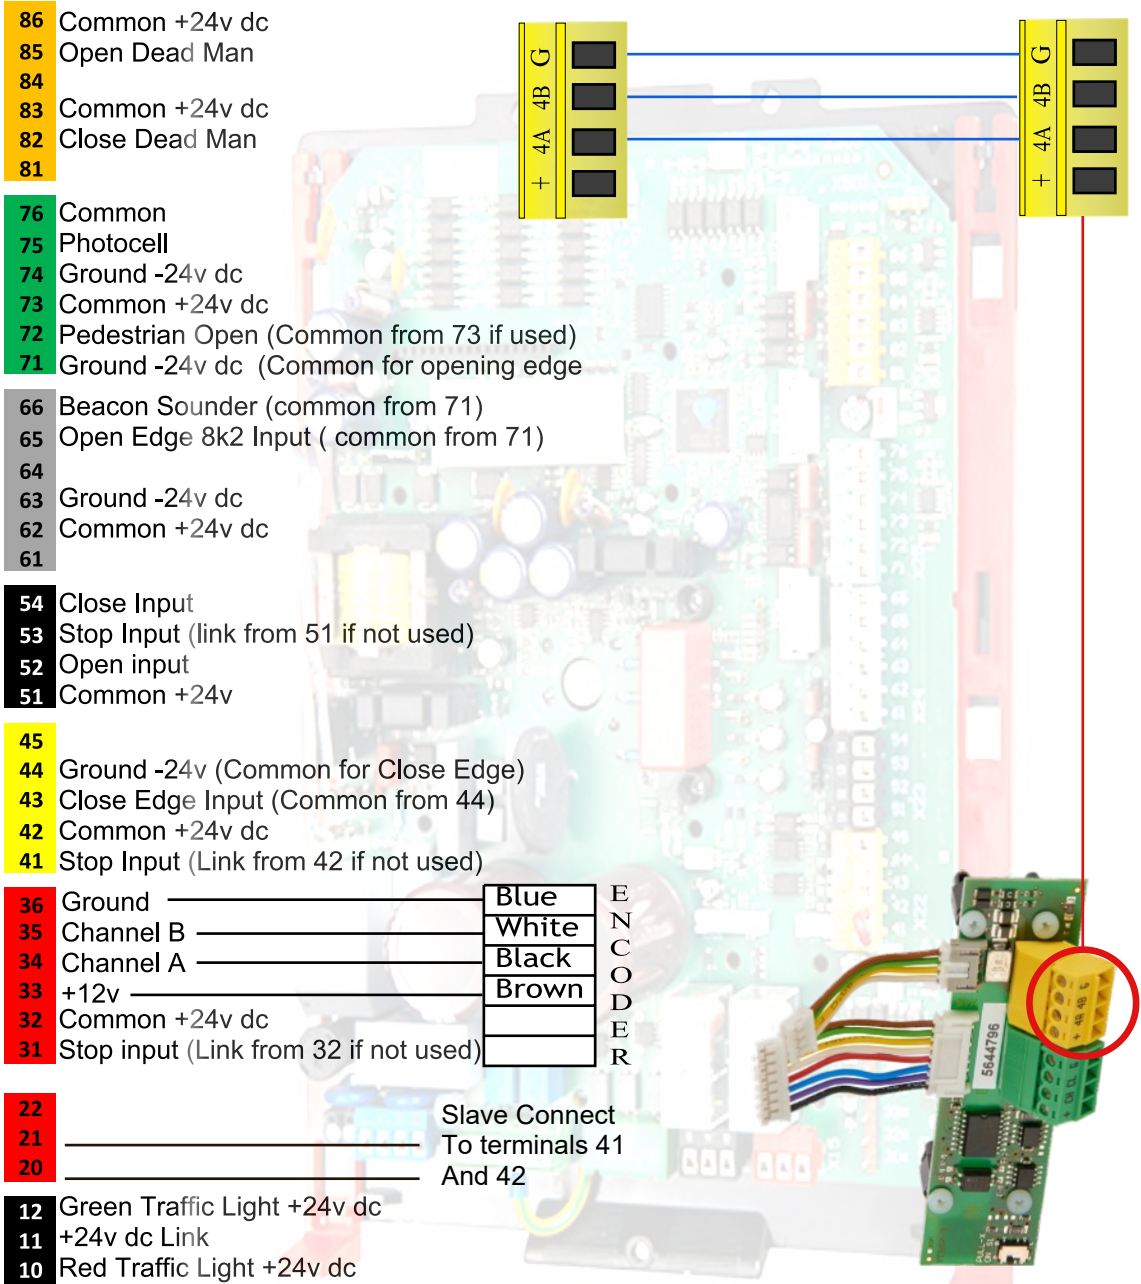 86 Common +24v dc
85 Open Dead Man
84
83 Common +24v dc
82 Close Dead Man
81
76 Common
75 Photocell
74 Ground -24v dc
73 Common +24v dc
72 Pedestrian Open (Common from 73 if used)
71 Ground -24v dc (Common for opening edge
66 Beacon Sounder (common from 71)
65 Open Edge 8k2 Input ( common from 71)
64
63 Ground -24v dc
62 Common +24v dc
61
54 Close Input
53 Stop Input (link from 51 if not used)
52 Open input
51 Common +24v
45
44 Ground -24v (Common for Close Edge)
43 Close Edge Input (Common from 44)
42 Common +24v dc
41 Stop Input (Link from 42 if not used)
36 Ground Blue
35 Channel B White
34 Channel A Black
33 +12v Brown
32 Common +24v dc
31 Stop input (Link from 32 if not used)
ENCODER
22
21
20
Slave Connect
To terminals 41
And 42
12 Green Traffic Light +24v dc
11 +24v dc Link
10 Red Traffic Light +24v dc
G
4B
4A
+
G
4B
4A
+
+ 4A 4B G
5644796
PULL-X
ON S1